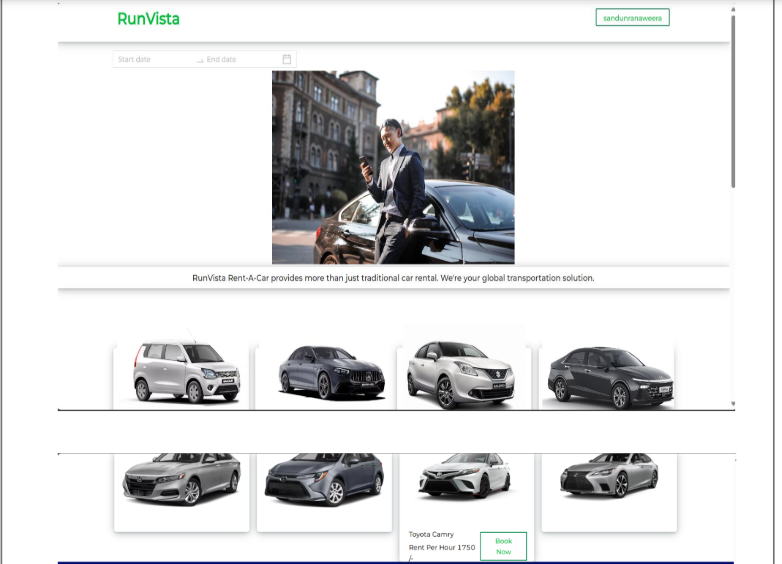 RunVista
sandunranaweera
Start date
End date
RunVista Rent-A-Car provides more than just traditional car rental. We're your global transportation solution.
Toyota Camry
Rent Per Hour 1750
/-
Book
Now